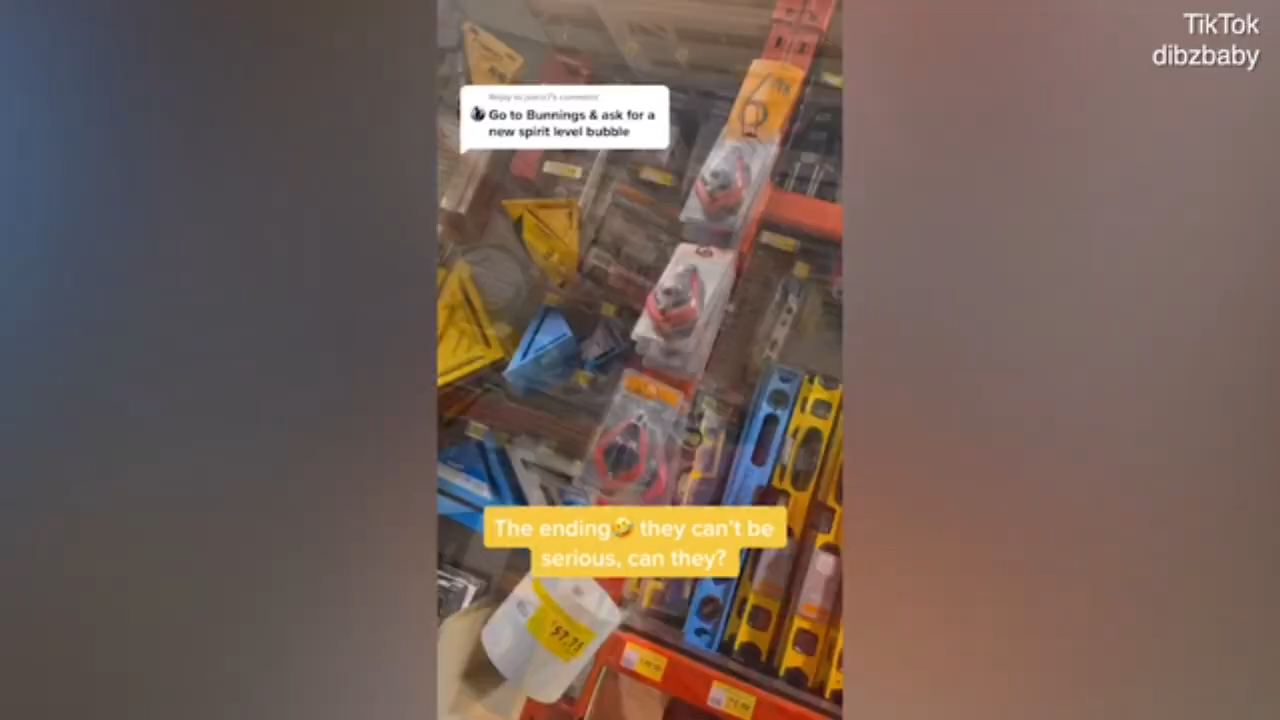 TikTok
dibzbaby
Go to Bunnings & ask for a
new spirit level bubble
The ending🤣 they can't be
serious, can they?